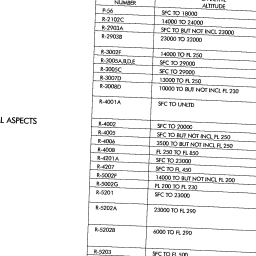 NUMBER
ALTITUDE
P-56 SFC TO 18000
R-2102C 14000 TO 24000
R-2903A SFC TO BUT NOT INCL 23000
R-2903B 23000 TO 32000
R-3002F 14000 TO FL 250
R-3005A,B,D,E SFC TO 29000
R-3005C SFC TO 29000
R-3007D 13000 TO FL 250
R-3008D 10000 TO BUT NOT INCL FL 230
R-4001A SFC TO UNLTD
L ASPECTS
R-4002 SFC TO 20000
R-4005 SFC TO BUT NOT INCL FL 250
R-4006 3500 TO BUT NOT INCL FL 250
R-4008 FL 250 TO FL 850
R-4201A SFC TO 23000
R-4207 SFC TO FL 450
R-5002F 14000 TO BUT NOT INCL FL 200
R-5002G FL 200 TO FL 230
R-5201 SFC TO 23000
R-5202A 23000 TO FL 290
R-5202B 6000 TO FL 290
R-5203 SFC TO FL 500